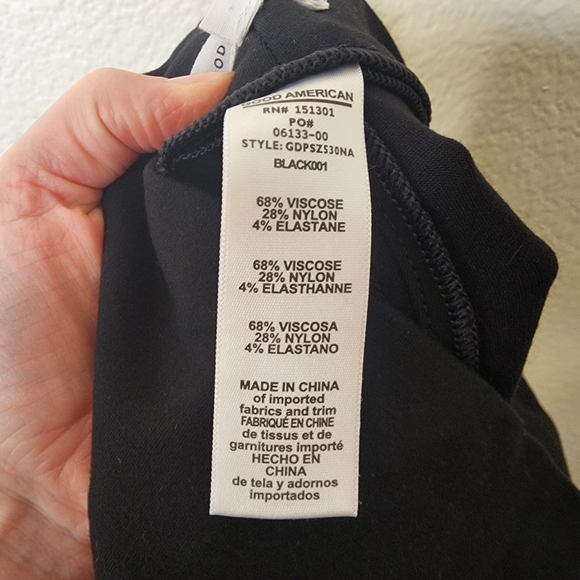 OD
GOOD AMERICAN
RN# 151301
PO#
06133-00
STYLE: GDPSZ530NA
BLACK001
68% VISCOSE
28% NYLON
4% ELASTANE
68% VISCOSE
28% NYLON
4% ELASTHANNE
68% VISCOSA
28% NYLON
4% ELASTANO
MADE IN CHINA
of imported
fabrics and trim
FABRIQUÉ EN CHINE
de tissus et de
garnitures importé
HECHO EN
CHINA
de tela y adornos
importados